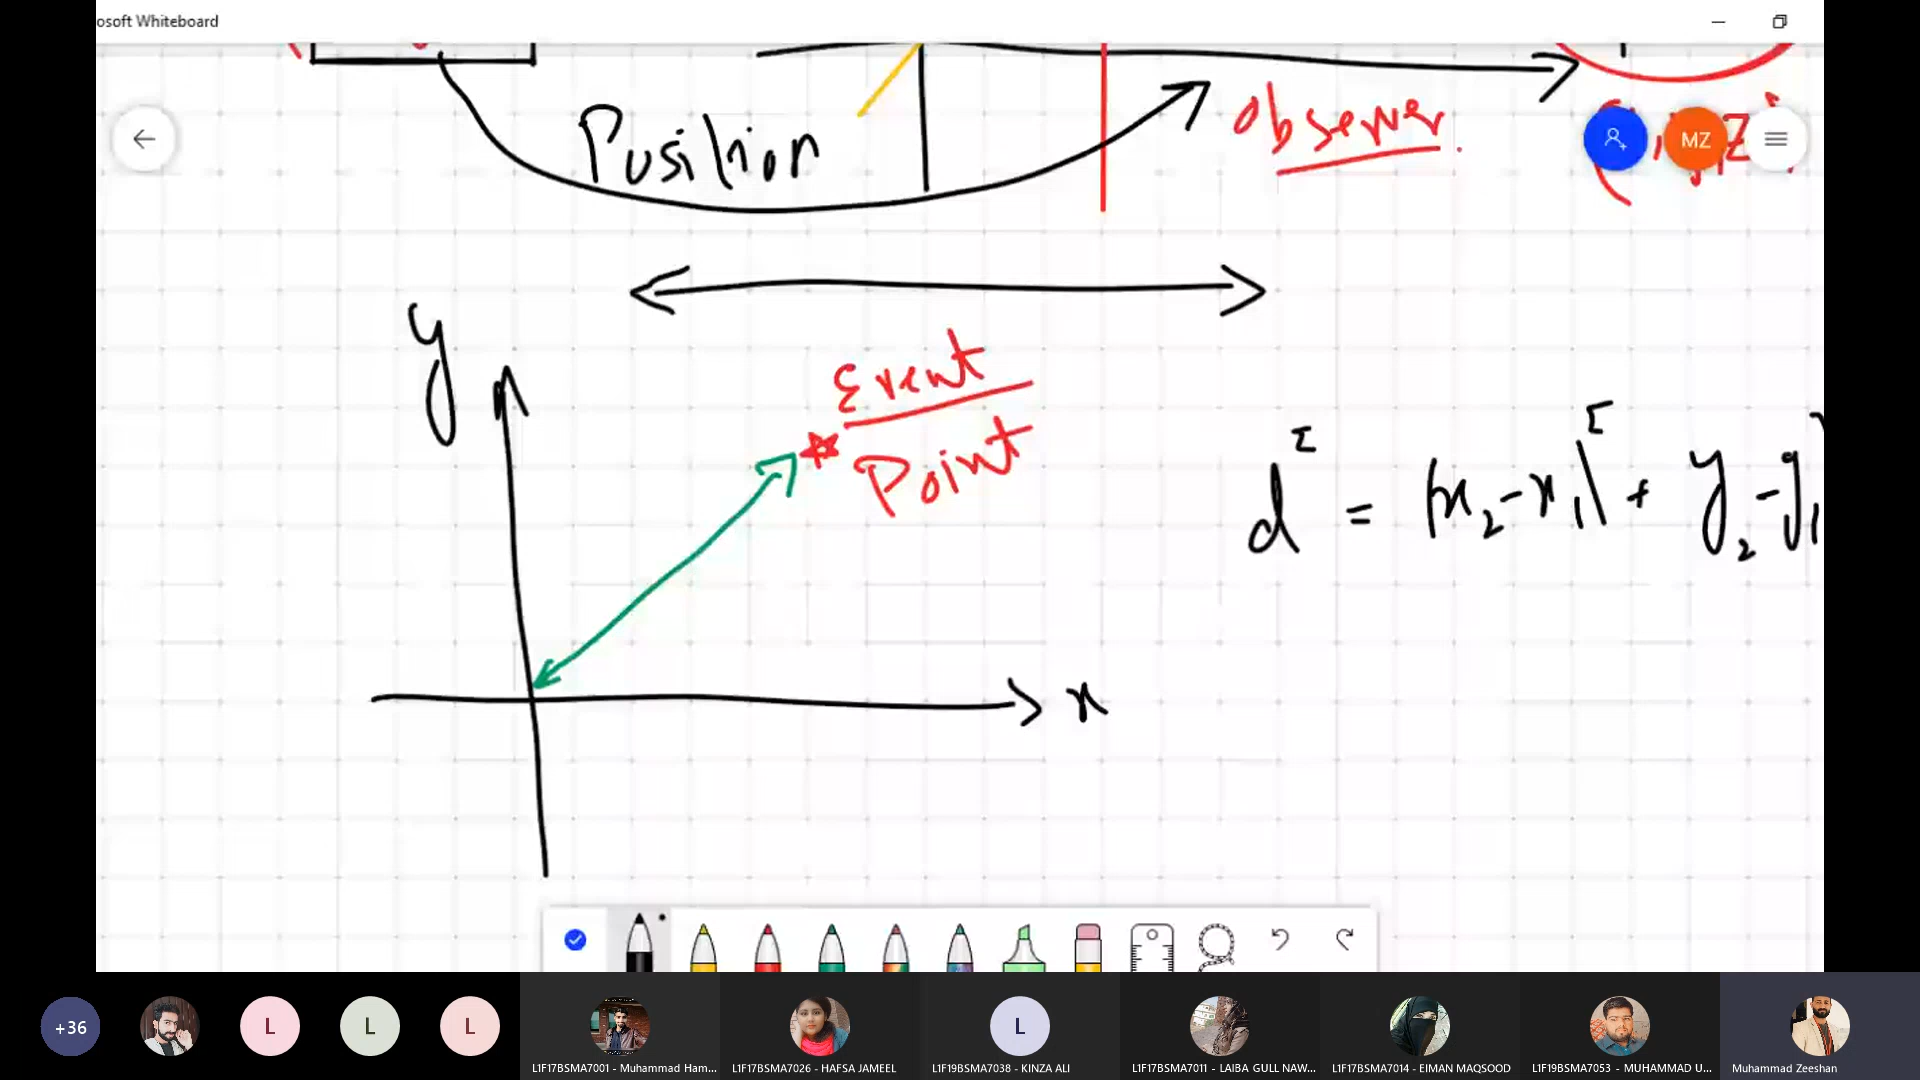 osoft Whiteboard
Position
Observer.
MZ
y
Event
Point
d² = (x₂-x₁)² + y₂-y₁
x
+36
L
L
L
L
L1F17BSMA7001 - Muhammad Ham...
L1F17BSMA7026 - HAFSA JAMEEL
L1F19BSMA7038 - KINZA ALI
L1F17BSMA7011 - LAIBA GULL NAW...
L1F17BSMA7014 - EIMAN MAQSOOD
L1F19BSMA7053 - MUHAMMAD U...
Muhammad Zeeshan